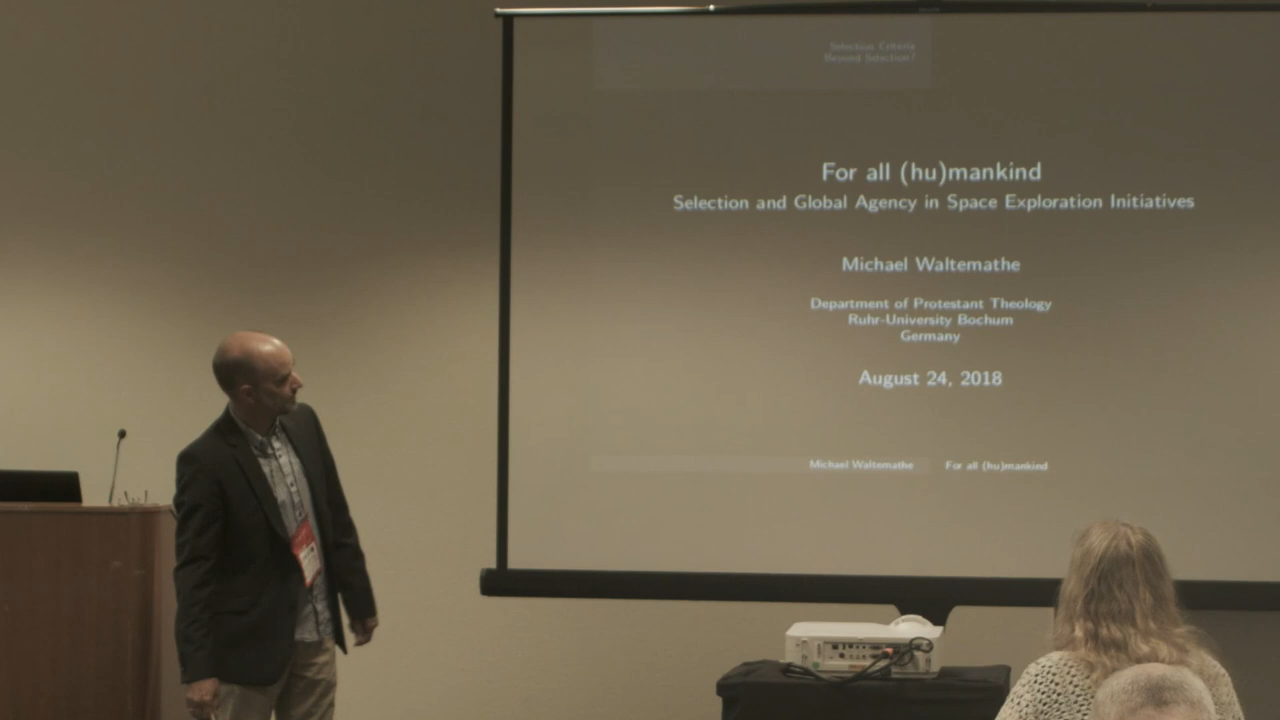 Selection Criteria
Beyond Selection?
For all (hu)mankind
Selection and Global Agency in Space Exploration Initiatives
Michael Waltemathe
Department of Protestant Theology
Ruhr-University Bochum
Germany
August 24, 2018
Michael Waltemathe For all (hu)mankind